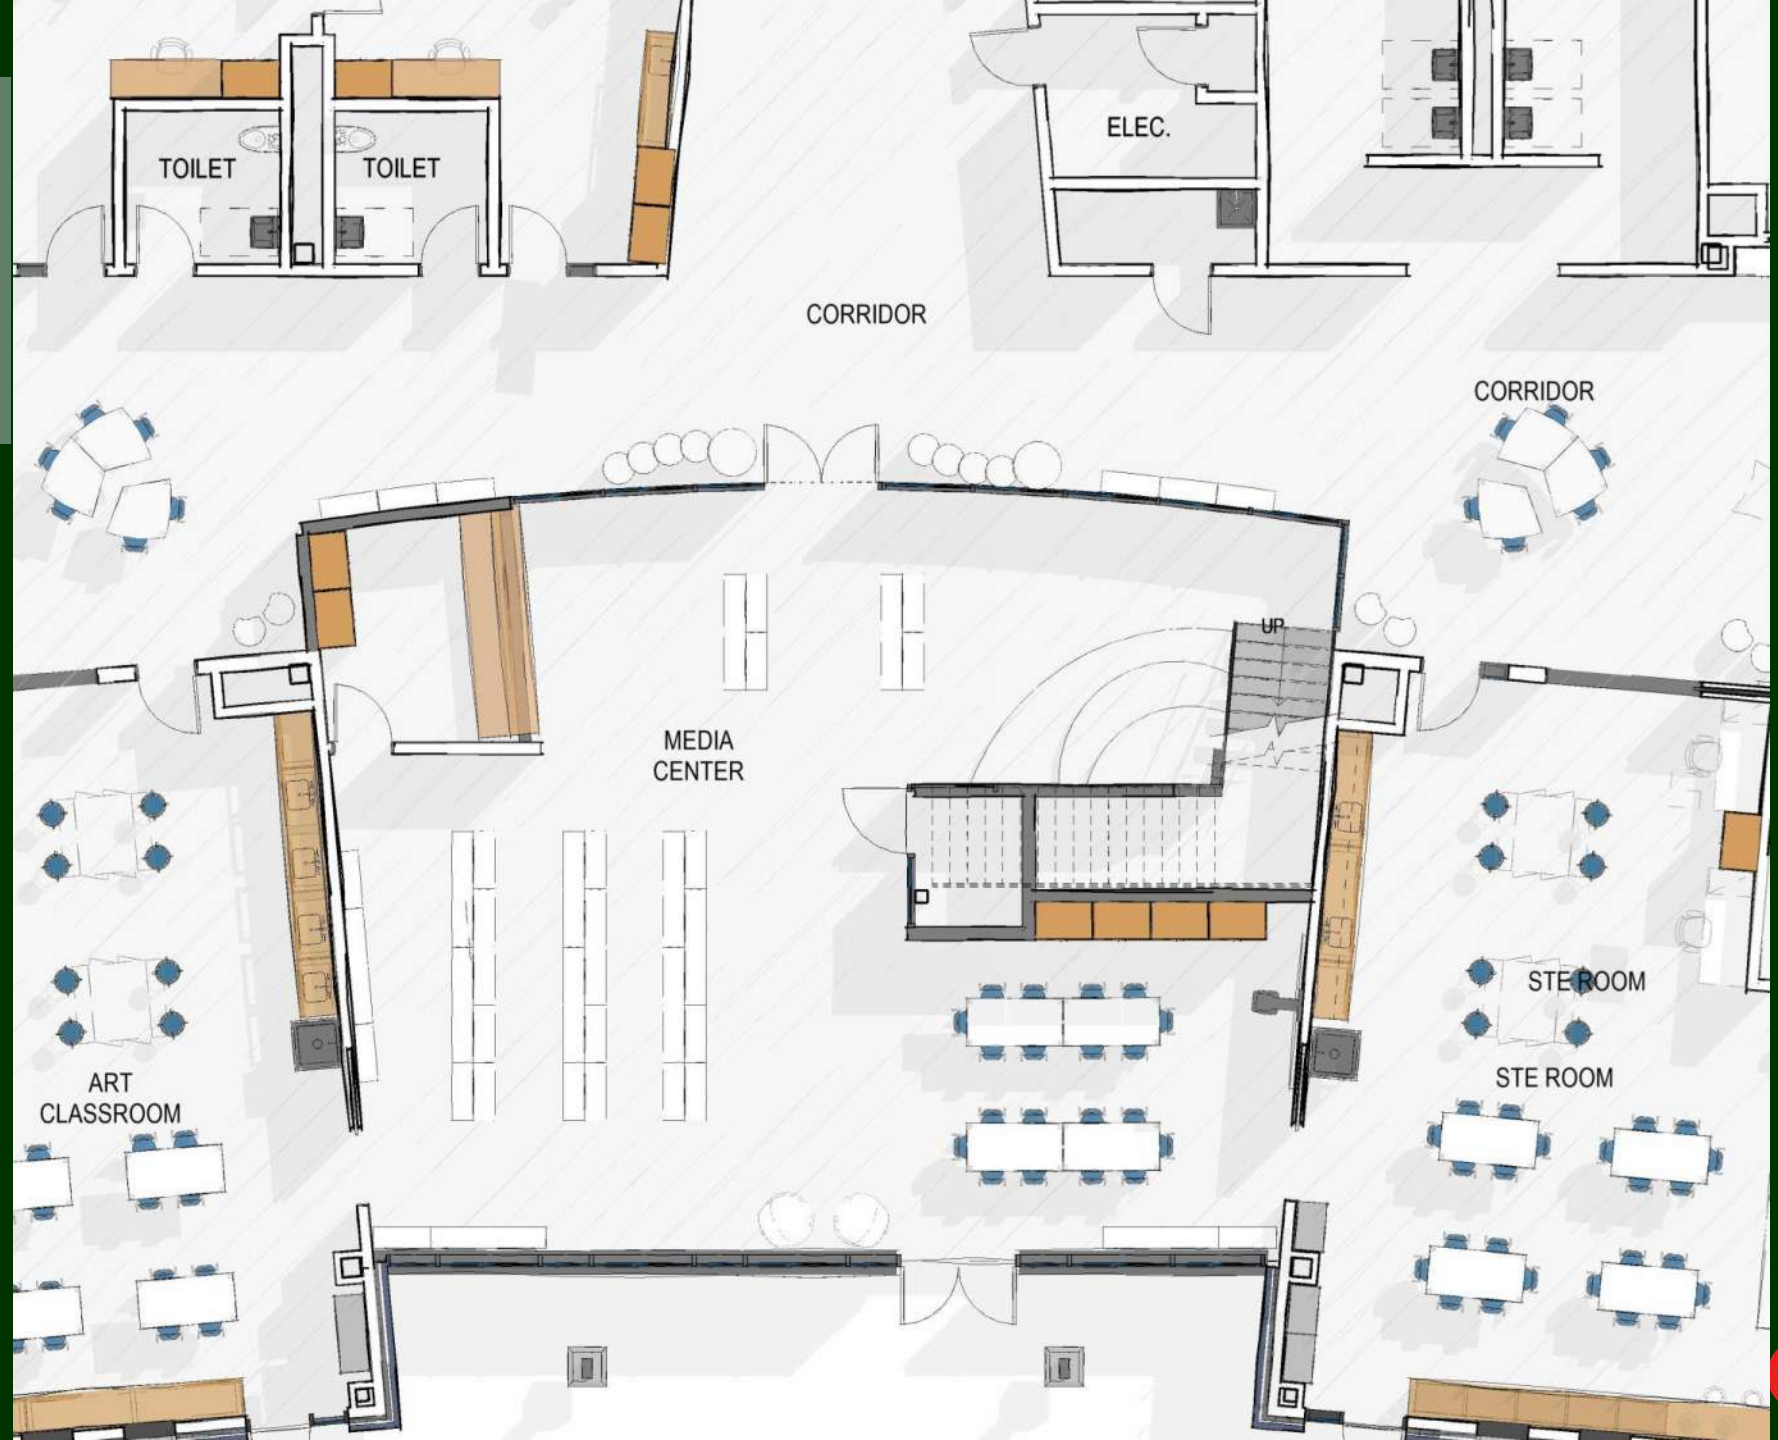 TOILET
TOILET
ELEC.
CORRIDOR
CORRIDOR
UP
MEDIA
CENTER
STE ROOM
STE ROOM
ART
CLASSROOM